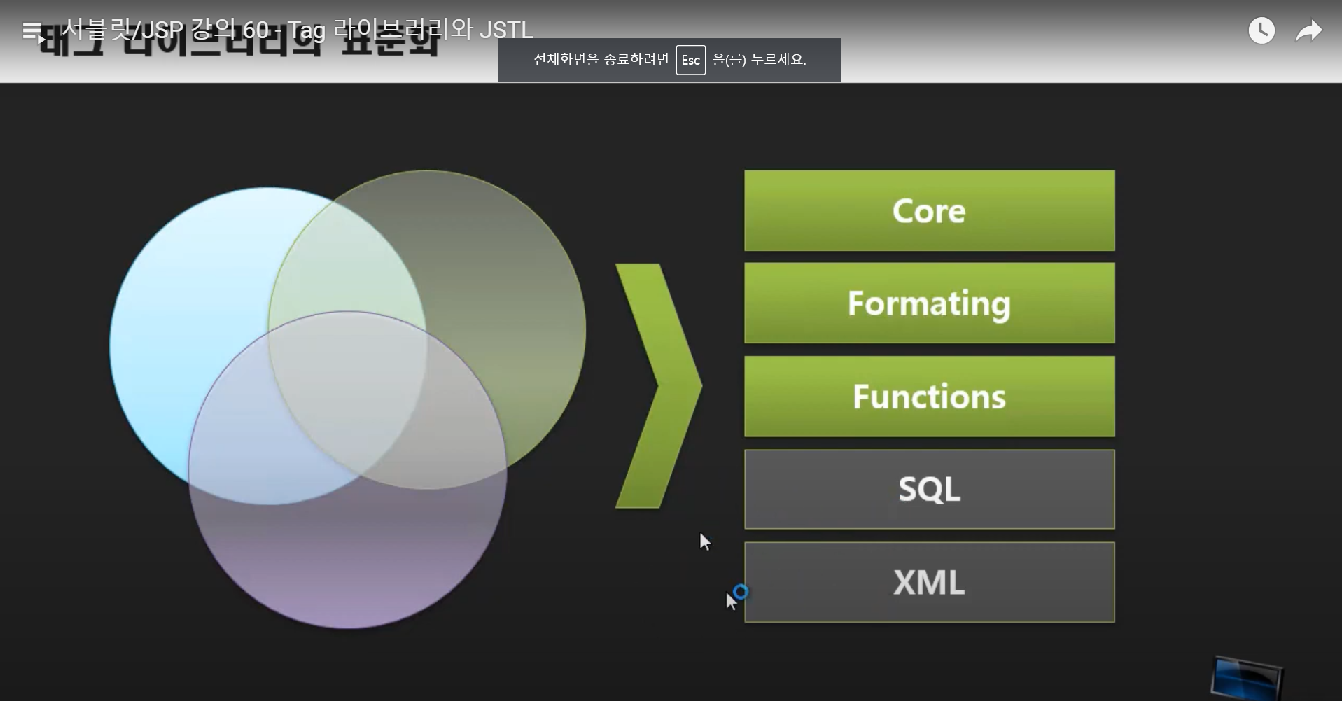 서블릿/JSP 강의 60 - Tag 라이브러리와 JSTL
태그 라이브러리의 표준화
전체화면을 종료하려면 Esc 을(를) 누르세요.
Core
Formating
Functions
SQL
XML